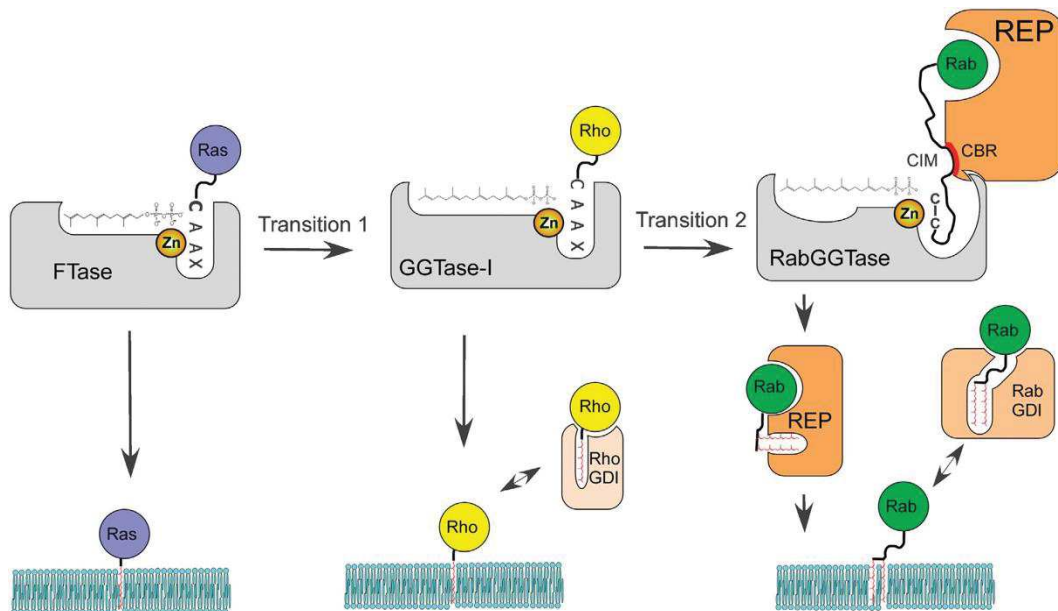 REP
Rab
Rho
Ras
CIM
CBR
C
A
A
X
C
A
A
X
C
C
Zn
Zn
Zn
Transition 1
Transition 2
FTase
GGTase-I
RabGGTase
Rab
REP
Rab
Rab
GDI
Rho
Rho
GDI
Ras
Rho
Rab